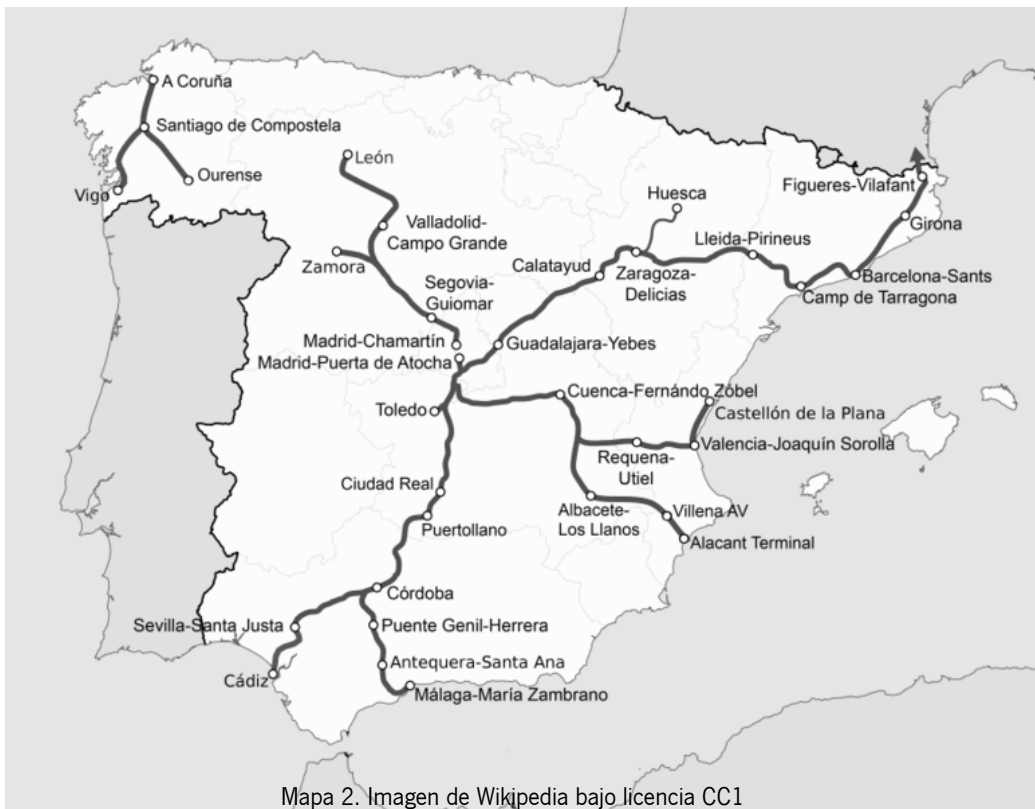 A Coruña
Santiago de Compostela
Ourense
Vigo
León
Valladolid-
Campo Grande
Zamora
Segovia-
Guiomar
Madrid-Chamartín
Madrid-Puerta de Atocha
Huesca
Figueres-Vilafant
Girona
Lleida-Pirineus
Calatayud
Zaragoza-
Delicias
Barcelona-Sants
Camp de Tarragona
Guadalajara-Yebes
Toledo
Cuenca-Fernándo Zóbel
Castellón de la Plana
Valencia-Joaquín Sorolla
Requena-
Utiel
Ciudad Real
Puertollano
Albacete-
Los Llanos
Villena AV
Alacant Terminal
Córdoba
Sevilla-Santa Justa
Puente Genil-Herrera
Antequera-Santa Ana
Cádiz
Málaga-María Zambrano
Mapa 2. Imagen de Wikipedia bajo licencia CC1